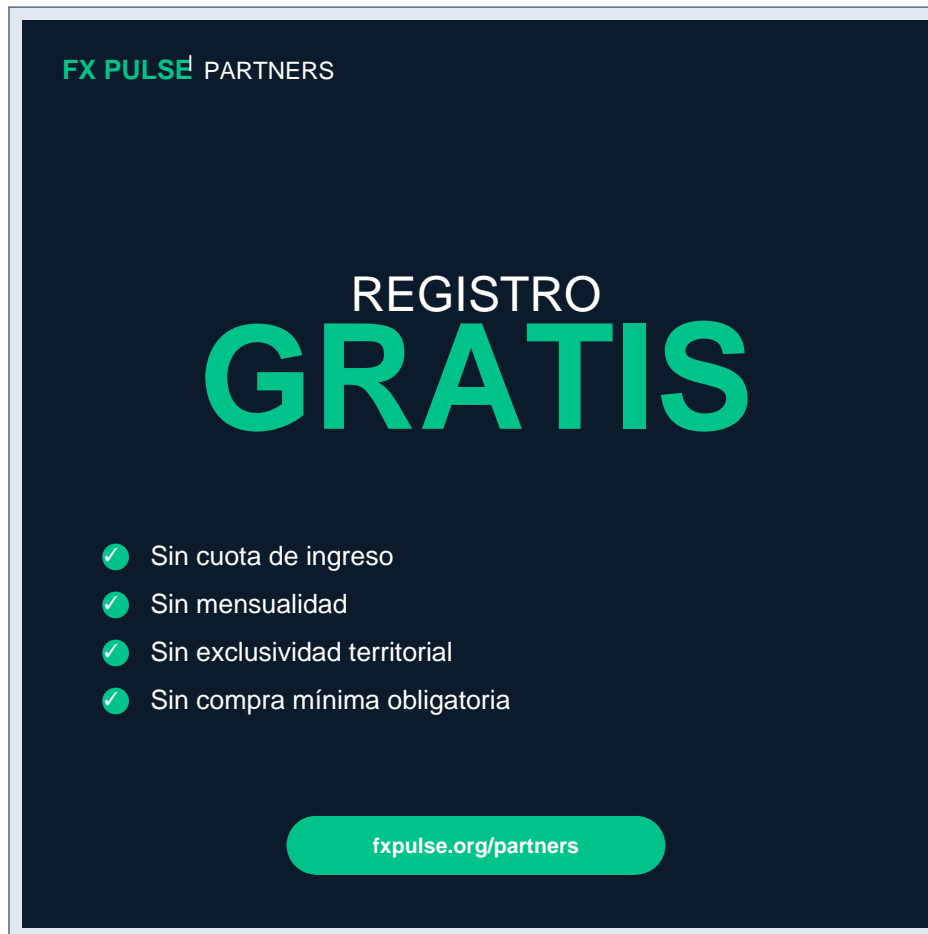 FX PULSE | PARTNERS
REGISTRO
GRATIS
✓ Sin cuota de ingreso
✓ Sin mensualidad
✓ Sin exclusividad territorial
✓ Sin compra mínima obligatoria
fxpulse.org/partners